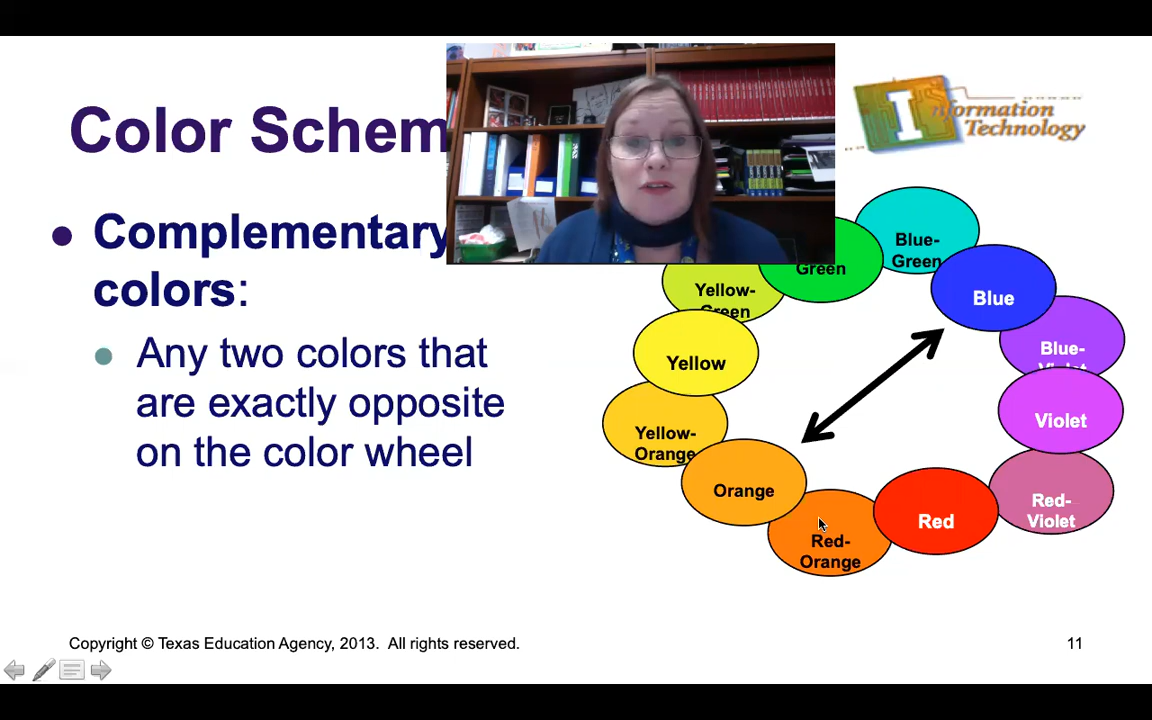 Color Schem
Complementary
colors:
Any two colors that
are exactly opposite
on the color wheel
Information
Technology
Blue-
Green
Green
Blue
Yellow-
Green
Blue-
Violet
Yellow
Violet
Yellow-
Orange
Orange
Red-
Violet
Red
Red-
Orange
Copyright © Texas Education Agency, 2013. All rights reserved.
11